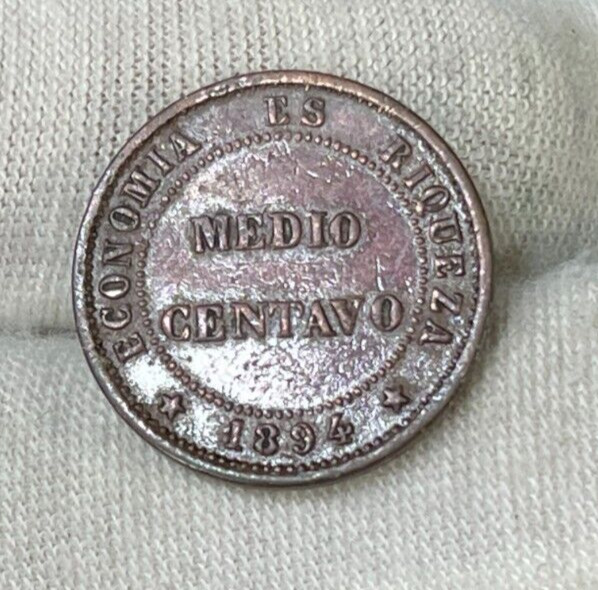 ECONOMIA ES RIQUEZA
MEDIO
CENTAVO
1894